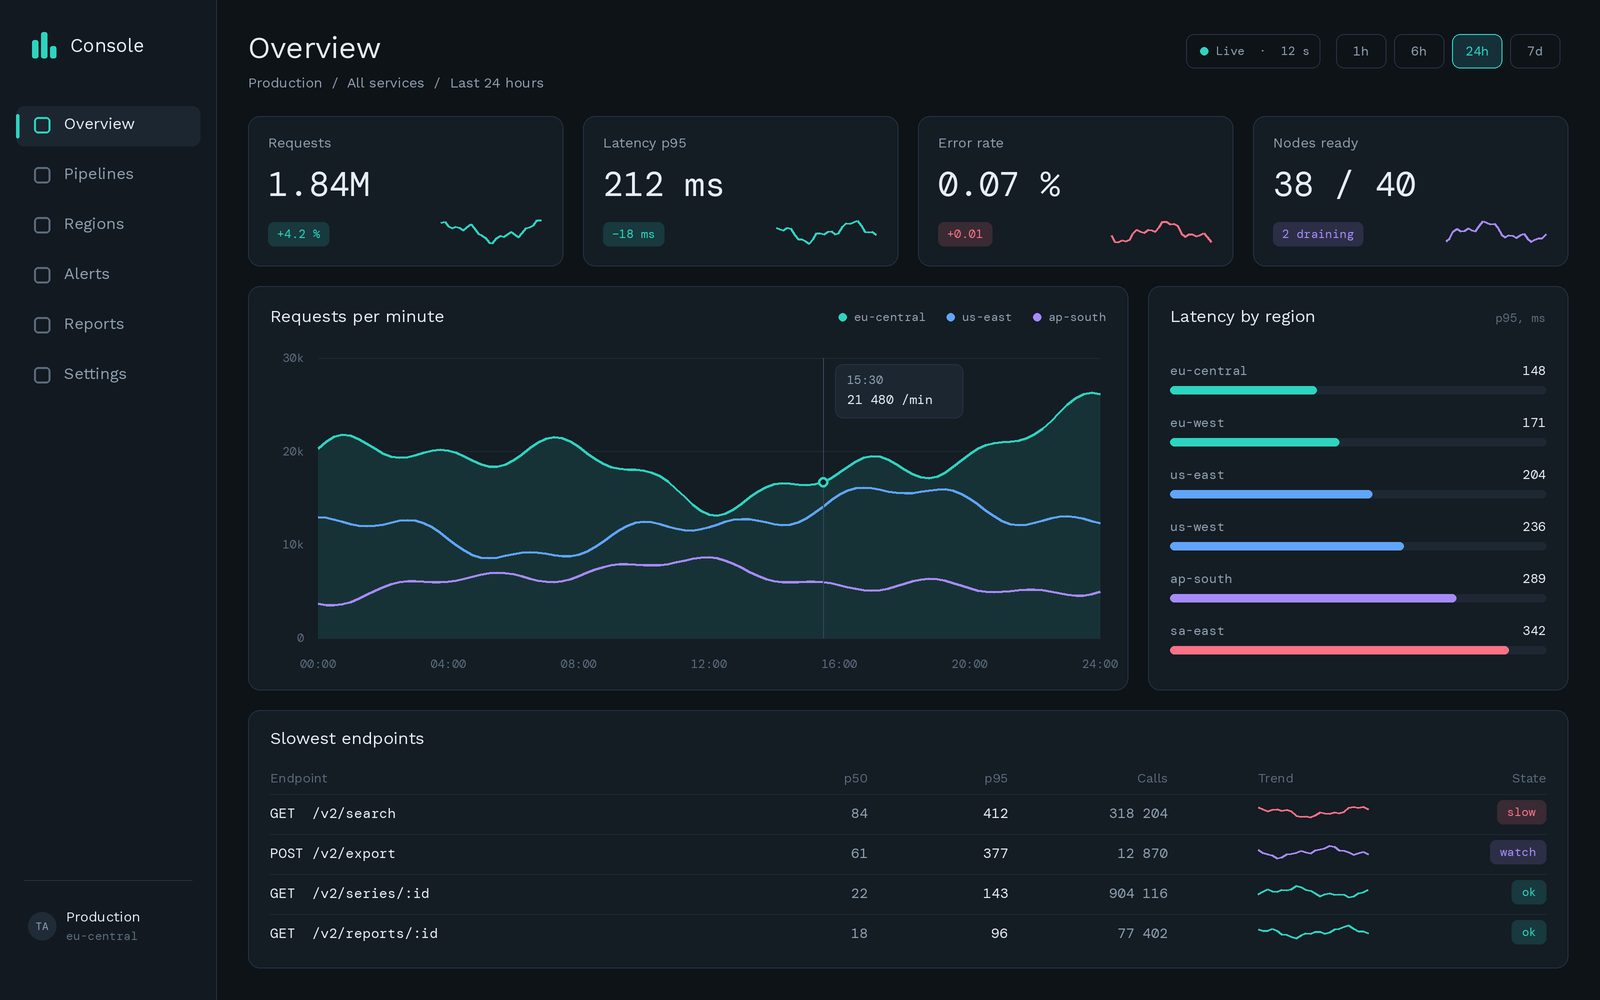 Console
Overview
Pipelines
Regions
Alerts
Reports
Settings
TA
Production
eu-central
Overview
Production / All services / Last 24 hours
Live · 12 s
1h
6h
24h
7d
Requests
1.84M
+4.2 %
Latency p95
212 ms
−18 ms
Error rate
0.07 %
+0.01
Nodes ready
38 / 40
2 draining
Requests per minute
eu-central
us-east
ap-south
30k
20k
10k
0
15:30
21 480 /min
00:00
04:00
08:00
12:00
16:00
20:00
24:00
Latency by region
p95, ms
eu-central 148
eu-west 171
us-east 204
us-west 236
ap-south 289
sa-east 342
Slowest endpoints
Endpoint p50 p95 Calls Trend State
GET /v2/search 84 412 318 204 slow
POST /v2/export 61 377 12 870 watch
GET /v2/series/:id 22 143 904 116 ok
GET /v2/reports/:id 18 96 77 402 ok